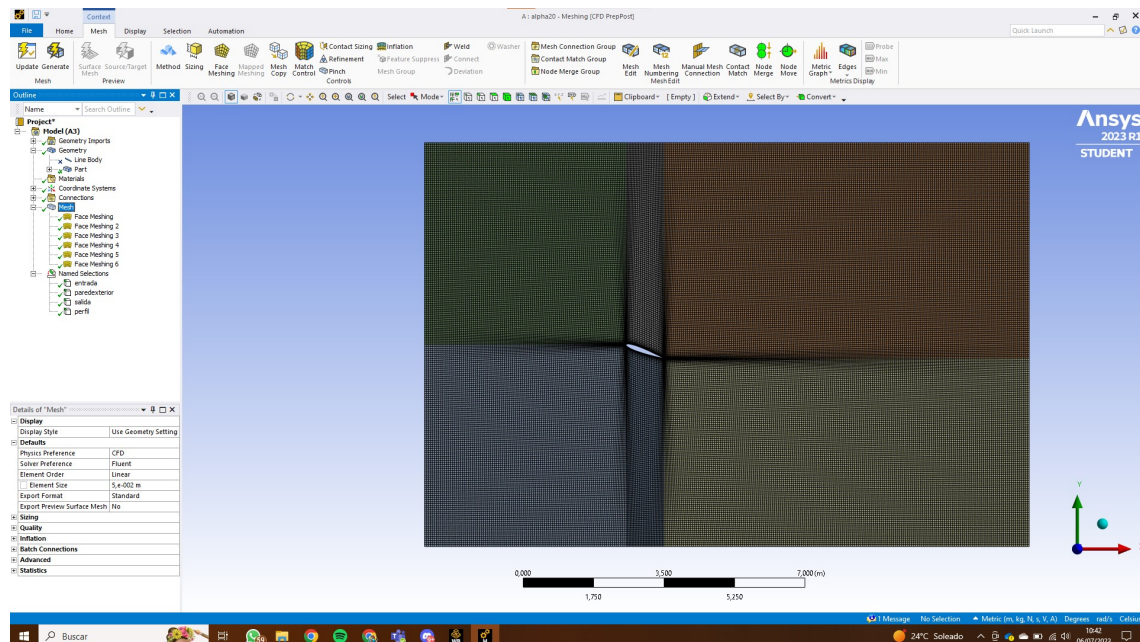 Context
A : alpha20 - Meshing [CFD PrepPost]
File Home Mesh Display Selection Automation
Quick Launch
Update Generate
Mesh
Surface Mesh Source/Target
Preview
Method Sizing Face Meshing Mapped Meshing Mesh Copy Match Control
Contact Sizing Inflation
Refinement Feature Suppress
Pinch Mesh Group
Controls
Weld Washer
Connect
Deviation
Mesh Connection Group
Contact Match Group
Node Merge Group
Mesh Edit Mesh Numbering Manual Mesh Connection Contact Match Node Merge Node Move
Mesh Edit
Metric Graph Edges
Probe
Max
Min
Metrics Display
Outline
Select Mode Clipboard [ Empty ] Extend Select By Convert
Name Search Outline
Project*
Model (A3)
Geometry Imports
Geometry
Line Body
Part
Materials
Coordinate Systems
Connections
Mesh
Face Meshing
Face Meshing 2
Face Meshing 3
Face Meshing 4
Face Meshing 5
Face Meshing 6
Named Selections
entrada
paredexterior
salida
perfil
Ansys
2023 R1
STUDENT
Details of "Mesh"
Display
Display Style Use Geometry Setting
Defaults
Physics Preference CFD
Solver Preference Fluent
Element Order Linear
Element Size 5,e-002 m
Export Format Standard
Export Preview Surface Mesh No
Sizing
Quality
Inflation
Batch Connections
Advanced
Statistics
Y
0,000 3,500 7,000 (m)
1,750 5,250
1 Message No Selection Metric (m, kg, N, s, V, A) Degrees rad/s Celsius
Buscar
24°C Soleado
10:42
06/07/2023